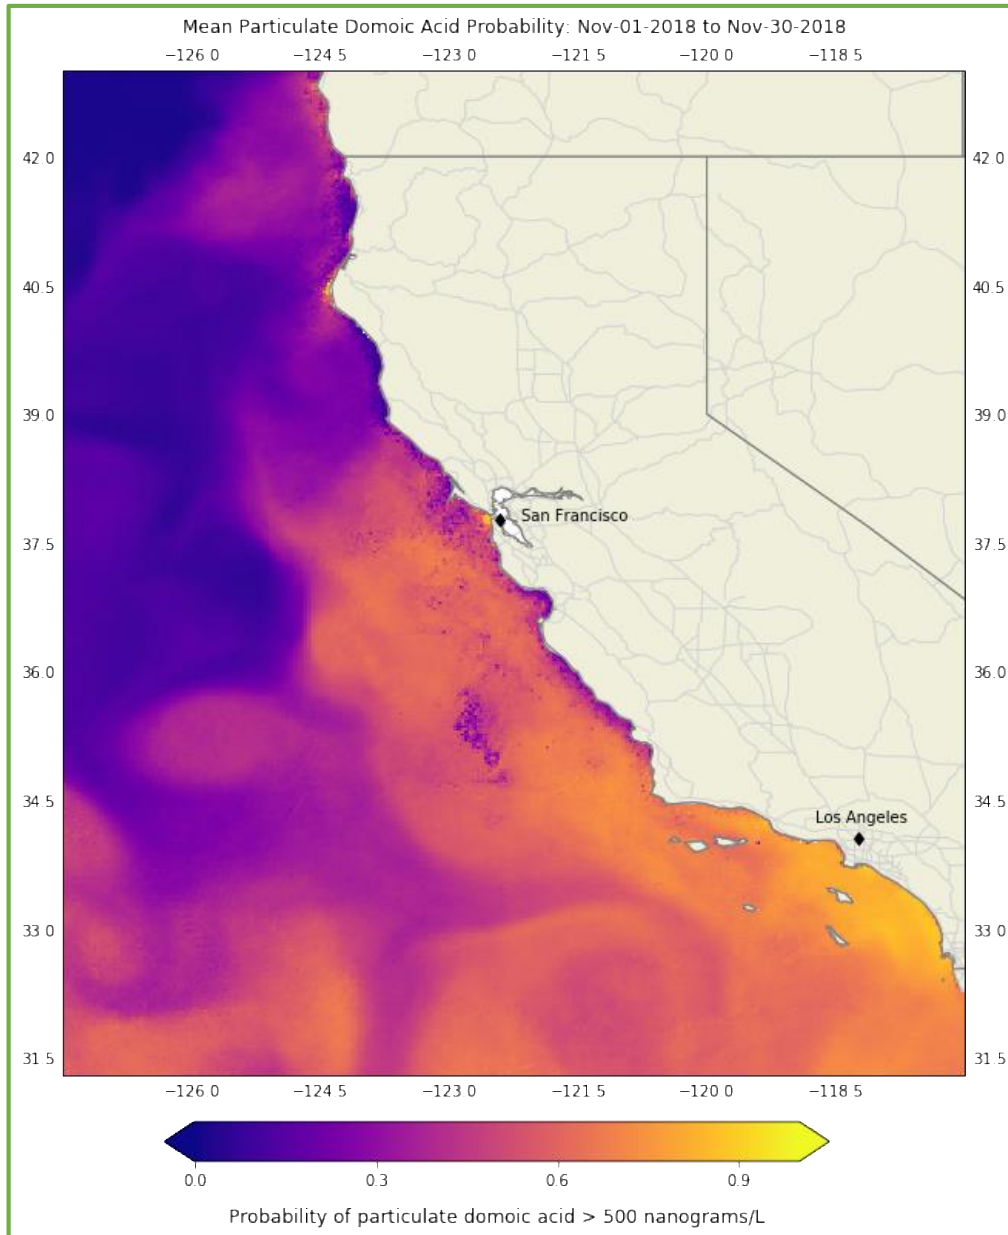 Mean Particulate Domoic Acid Probability: Nov-01-2018 to Nov-30-2018
−126 0 −124 5 −123 0 −121 5 −120 0 −118 5
42 0 42 0
40 5 40 5
39 0 39 0
San Francisco
37 5 37 5
36 0 36 0
34 5 34 5
Los Angeles
33 0 33 0
31 5 31 5
−126 0 −124 5 −123 0 −121 5 −120 0 −118 5
0.0 0.3 0.6 0.9
Probability of particulate domoic acid > 500 nanograms/L